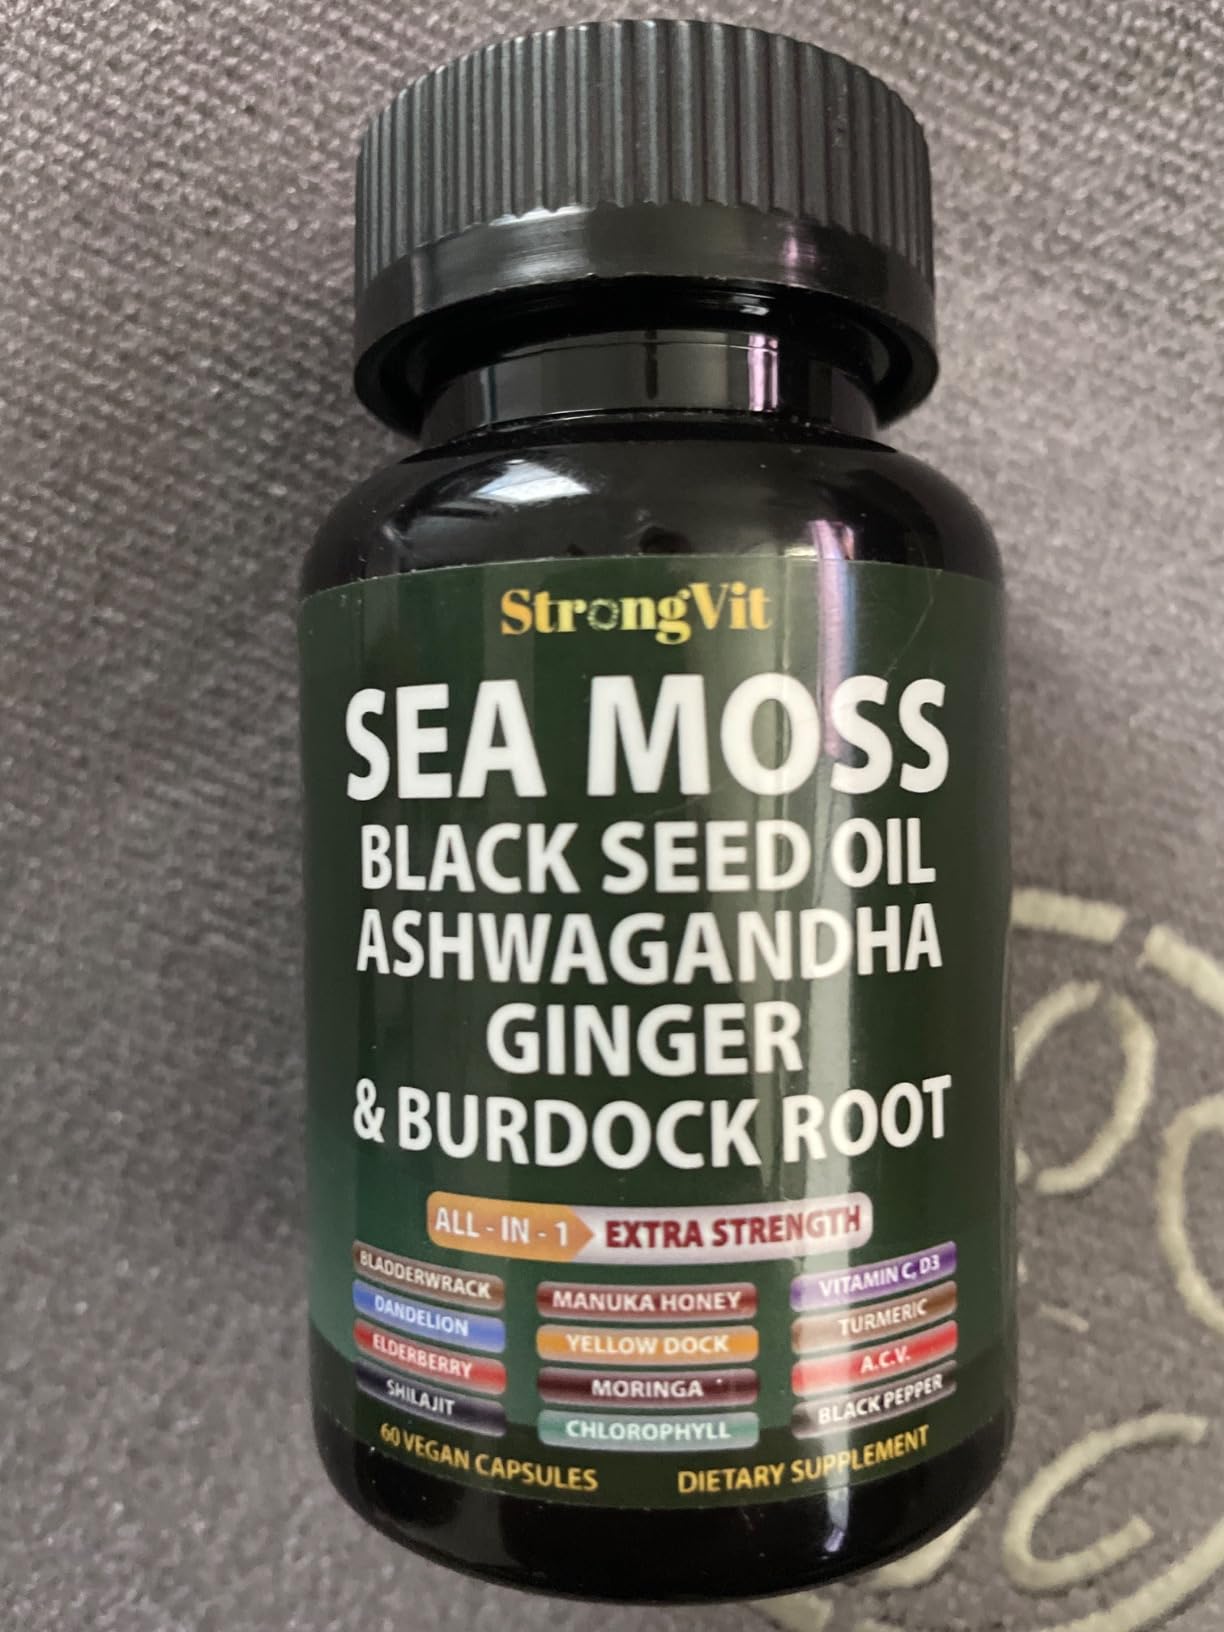 StrongVit
SEA MOSS
BLACK SEED OIL
ASHWAGANDHA
GINGER
& BURDOCK ROOT
ALL - IN - 1 EXTRA STRENGTH
BLADDERWRACK
DANDELION
ELDERBERRY
SHILAJIT
MANUKA HONEY
YELLOW DOCK
MORINGA
CHLOROPHYLL
VITAMIN C, D3
TURMERIC
A.C.V.
BLACK PEPPER
60 VEGAN CAPSULES
DIETARY SUPPLEMENT